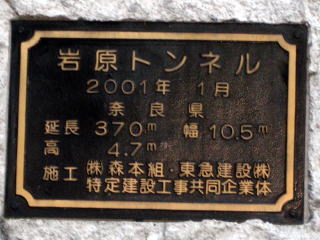 岩原トンネル
2001年 1月
奈良県
延長 370m 幅 10.5m
高 4.7m
施工 ㈱森本組・東急建設㈱
特定建設工事共同企業体